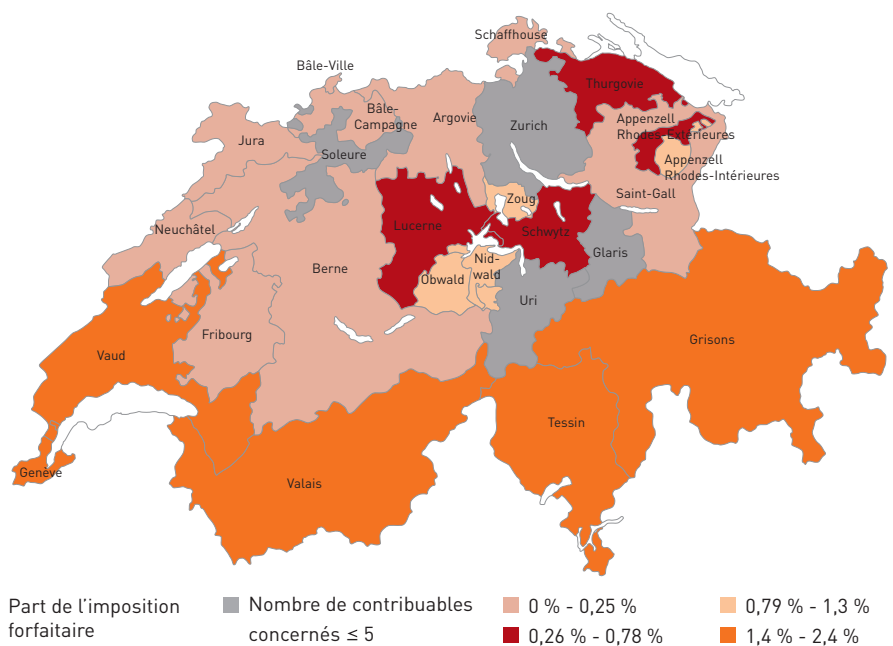 Schaffhouse
Bâle-Ville
Thurgovie
Bâle-
Campagne
Argovie
Zurich
Appenzell
Rhodes-Extérieures
Jura
Soleure
Appenzell
Rhodes-Intérieures
Saint-Gall
Zoug
Neuchâtel
Lucerne
Schwytz
Glaris
Berne
Nid-
wald
Obwald
Uri
Fribourg
Grisons
Vaud
Tessin
Genève
Valais
Part de l'imposition
forfaitaire
Nombre de contribuables
concernés ≤ 5
0 % - 0,25 %
0,26 % - 0,78 %
0,79 % - 1,3 %
1,4 % - 2,4 %